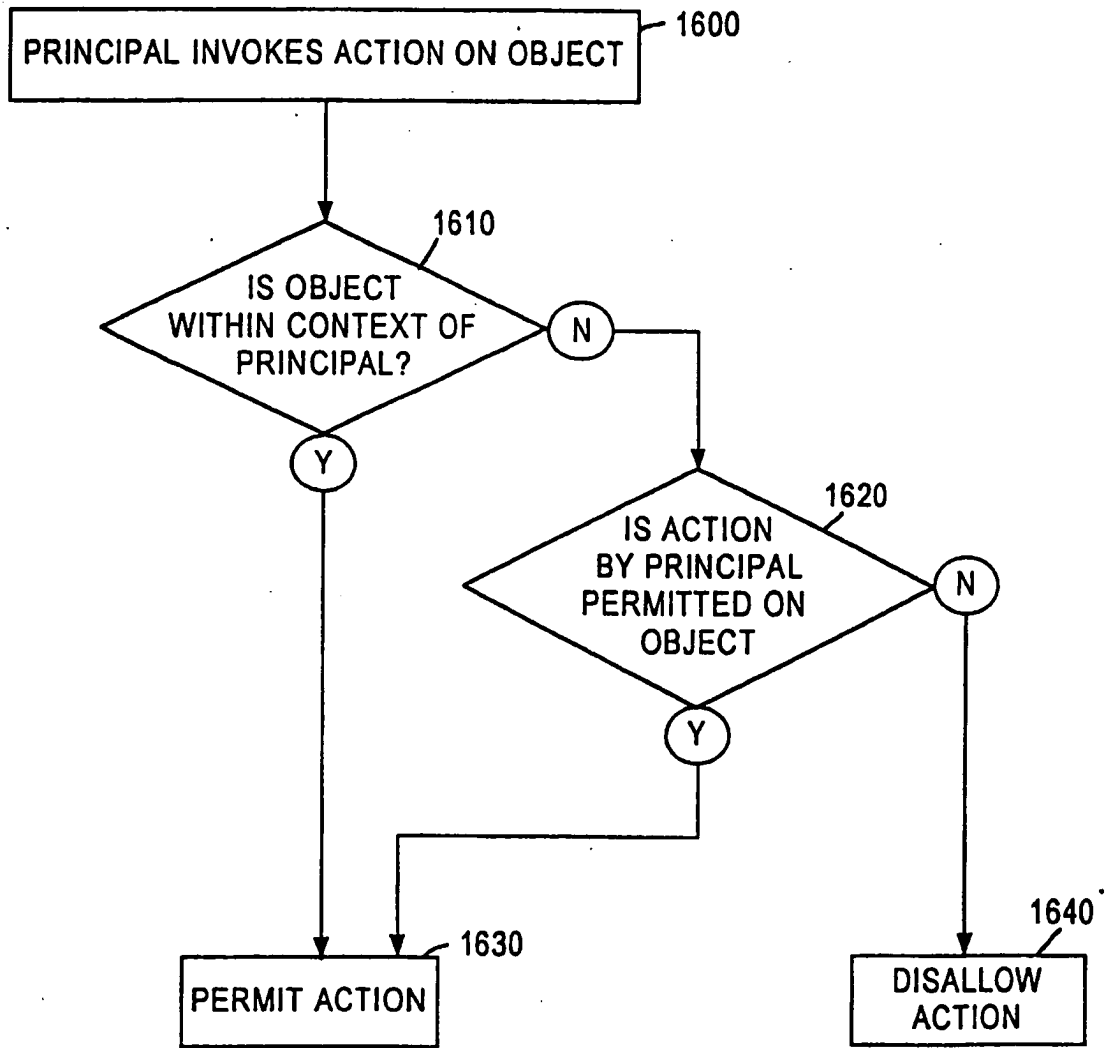 PRINCIPAL INVOKES ACTION ON OBJECT
1600
1610
IS OBJECT
WITHIN CONTEXT OF
PRINCIPAL?
N
Y
1620
IS ACTION
BY PRINCIPAL
PERMITTED ON
OBJECT
N
Y
1630
PERMIT ACTION
1640
DISALLOW
ACTION